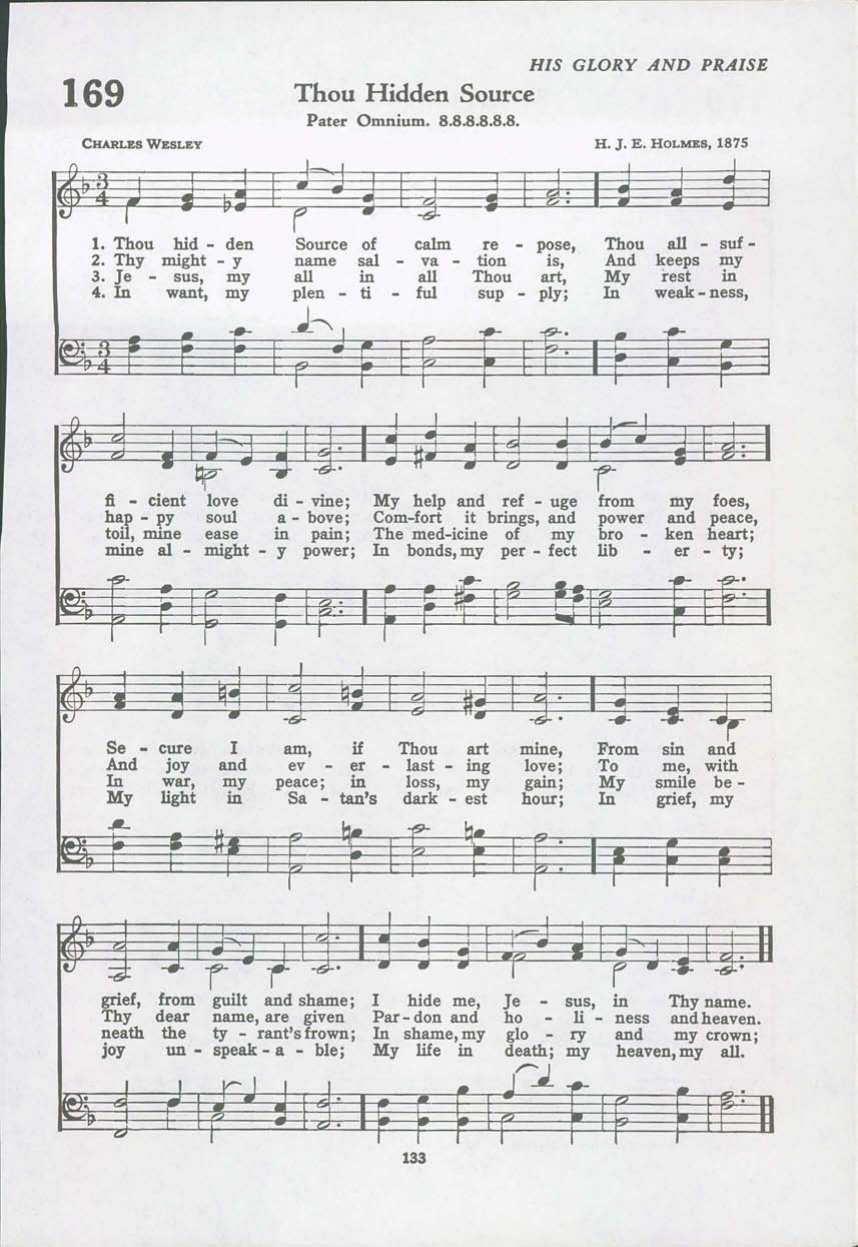 HIS GLORY AND PRAISE
169
Thou Hidden Source
Pater Omnium. 8.8.8.8.8.8.
CHARLES WESLEY
H. J. E. HOLMES, 1875
3 4
1. Thou hid - den Source of calm re - pose, Thou all - suf -
2. Thy might - y name sal - va - tion is, And keeps my
3. Je - sus, my all in all Thou art, My rest in
4. In want, my plen - ti - ful sup - ply; In weak - ness,
3 4
fi - cient love di - vine; My help and ref - uge from my foes,
hap - py soul a - bove; Com-fort it brings, and power and peace,
toil, mine ease in pain; The med-icine of my bro - ken heart;
mine al - might - y power; In bonds, my per - fect lib - er - ty;
Se - cure I am, if Thou art mine, From sin and
And joy and ev - er - last - ing love; To me, with
In war, my peace; in loss, my gain; My smile be -
My light in Sa - tan's dark - est hour; In grief, my
grief, from guilt and shame; I hide me, Je - sus, in Thy name.
Thy dear name, are given Par - don and ho - li - ness and heaven.
neath the ty - rant's frown; In shame, my glo - ry and my crown;
joy un - speak - a - ble; My life in death; my heaven, my all.
133